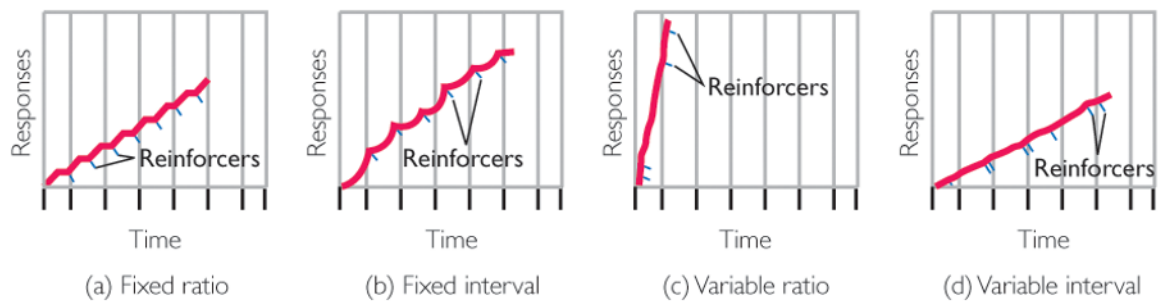 Responses
Reinforcers
Time
(a) Fixed ratio
Responses
Reinforcers
Time
(b) Fixed interval
Responses
Reinforcers
Time
(c) Variable ratio
Responses
Reinforcers
Time
(d) Variable interval